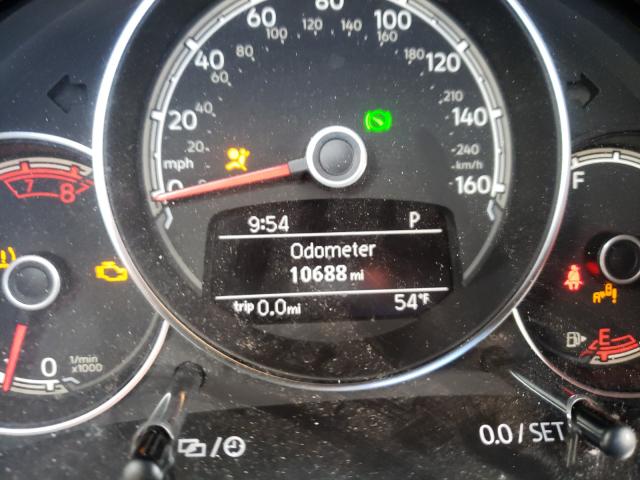 60 80 100
100 120 140 160
40 120
60 180
40 210
20 140
20 240
mph km/h
0 0 160
7 8
F
9:54 P
Odometer
10688 mi
trip 0.0 mi 54°F
E
0 1/min
x1000
0.0 / SET